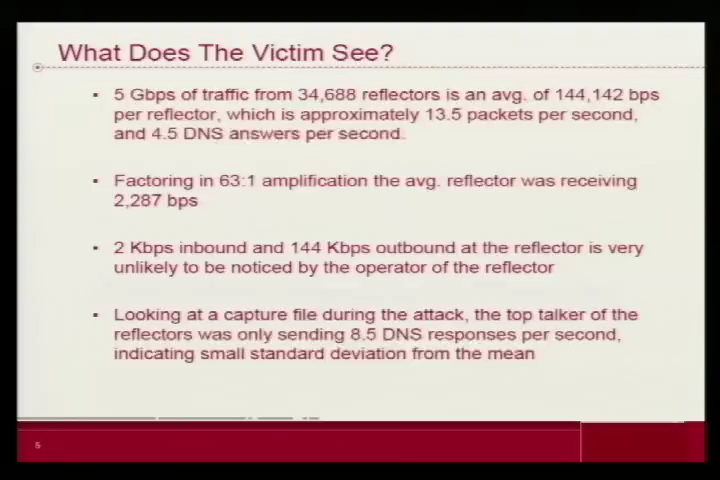 What Does The Victim See?
▪ 5 Gbps of traffic from 34,688 reflectors is an avg. of 144,142 bps
per reflector, which is approximately 13.5 packets per second,
and 4.5 DNS answers per second.
▪ Factoring in 63:1 amplification the avg. reflector was receiving
2,287 bps
▪ 2 Kbps inbound and 144 Kbps outbound at the reflector is very
unlikely to be noticed by the operator of the reflector
▪ Looking at a capture file during the attack, the top talker of the
reflectors was only sending 8.5 DNS responses per second,
indicating small standard deviation from the mean
5